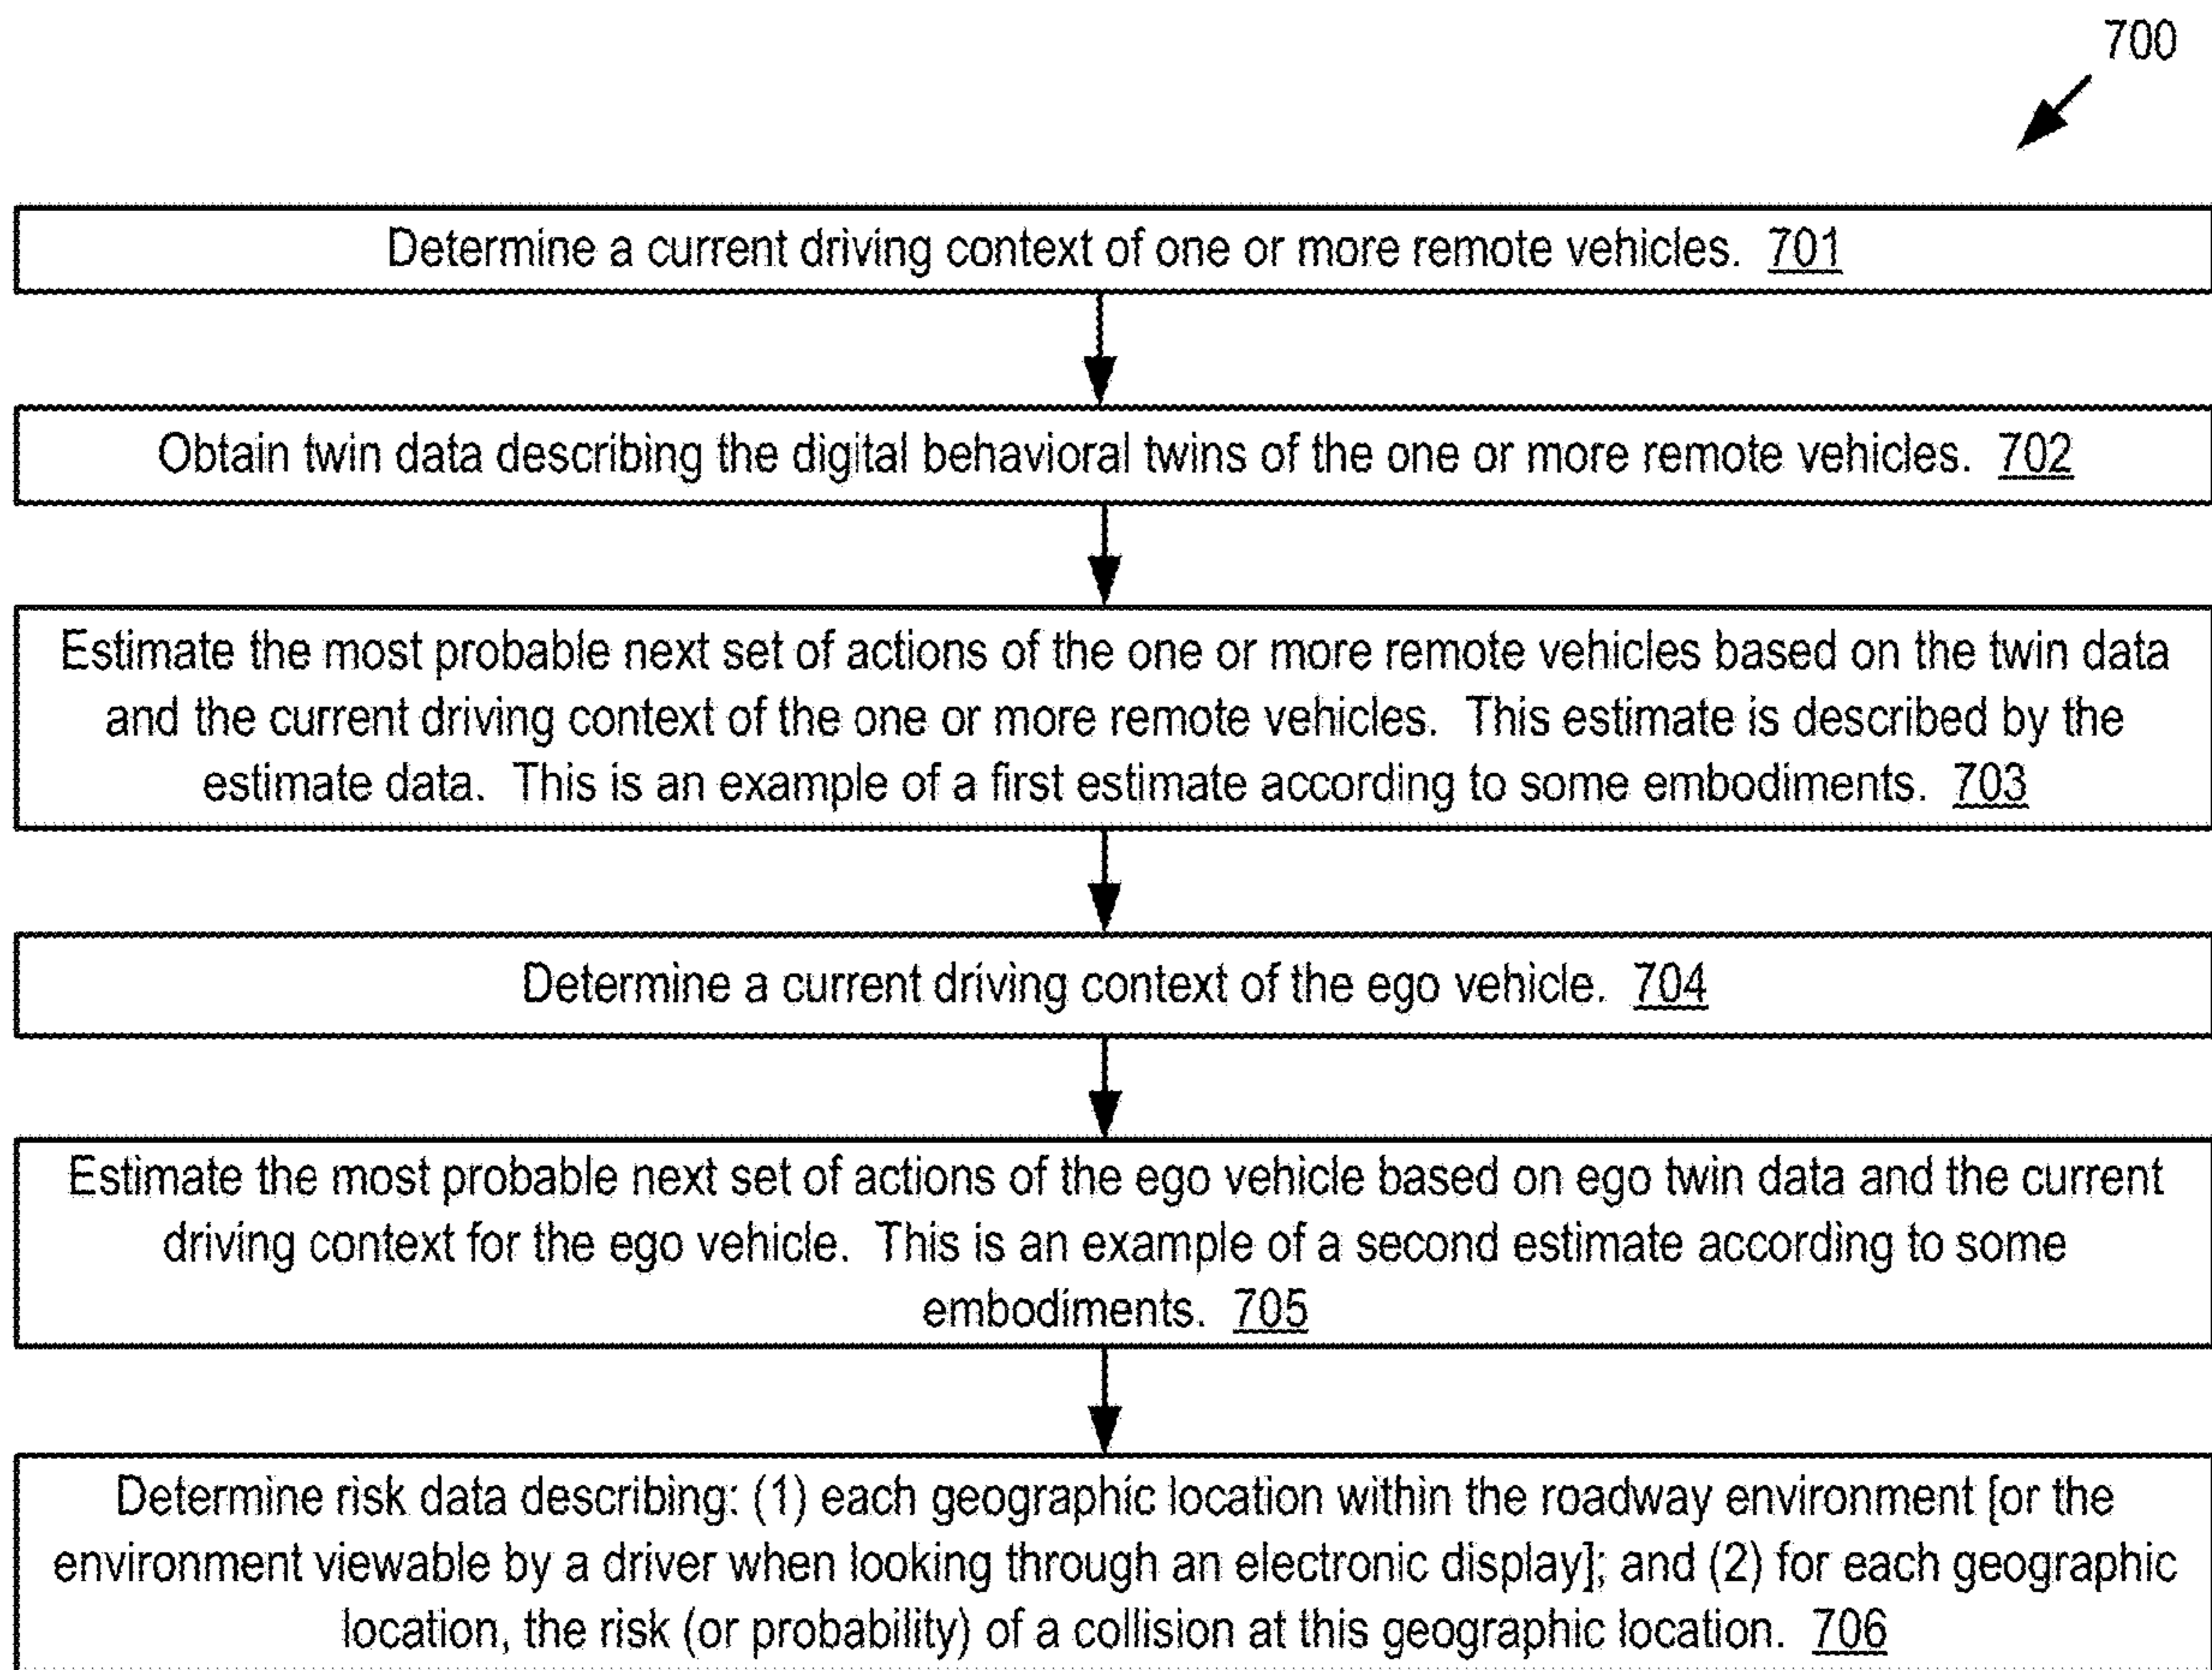 700
Determine a current driving context of one or more remote vehicles. 701
Obtain twin data describing the digital behavioral twins of the one or more remote vehicles. 702
Estimate the most probable next set of actions of the one or more remote vehicles based on the twin data
and the current driving context of the one or more remote vehicles. This estimate is described by the
estimate data. This is an example of a first estimate according to some embodiments. 703
Determine a current driving context of the ego vehicle. 704
Estimate the most probable next set of actions of the ego vehicle based on ego twin data and the current
driving context for the ego vehicle. This is an example of a second estimate according to some
embodiments. 705
Determine risk data describing: (1) each geographic location within the roadway environment [or the
environment viewable by a driver when looking through an electronic display]; and (2) for each geographic
location, the risk (or probability) of a collision at this geographic location. 706